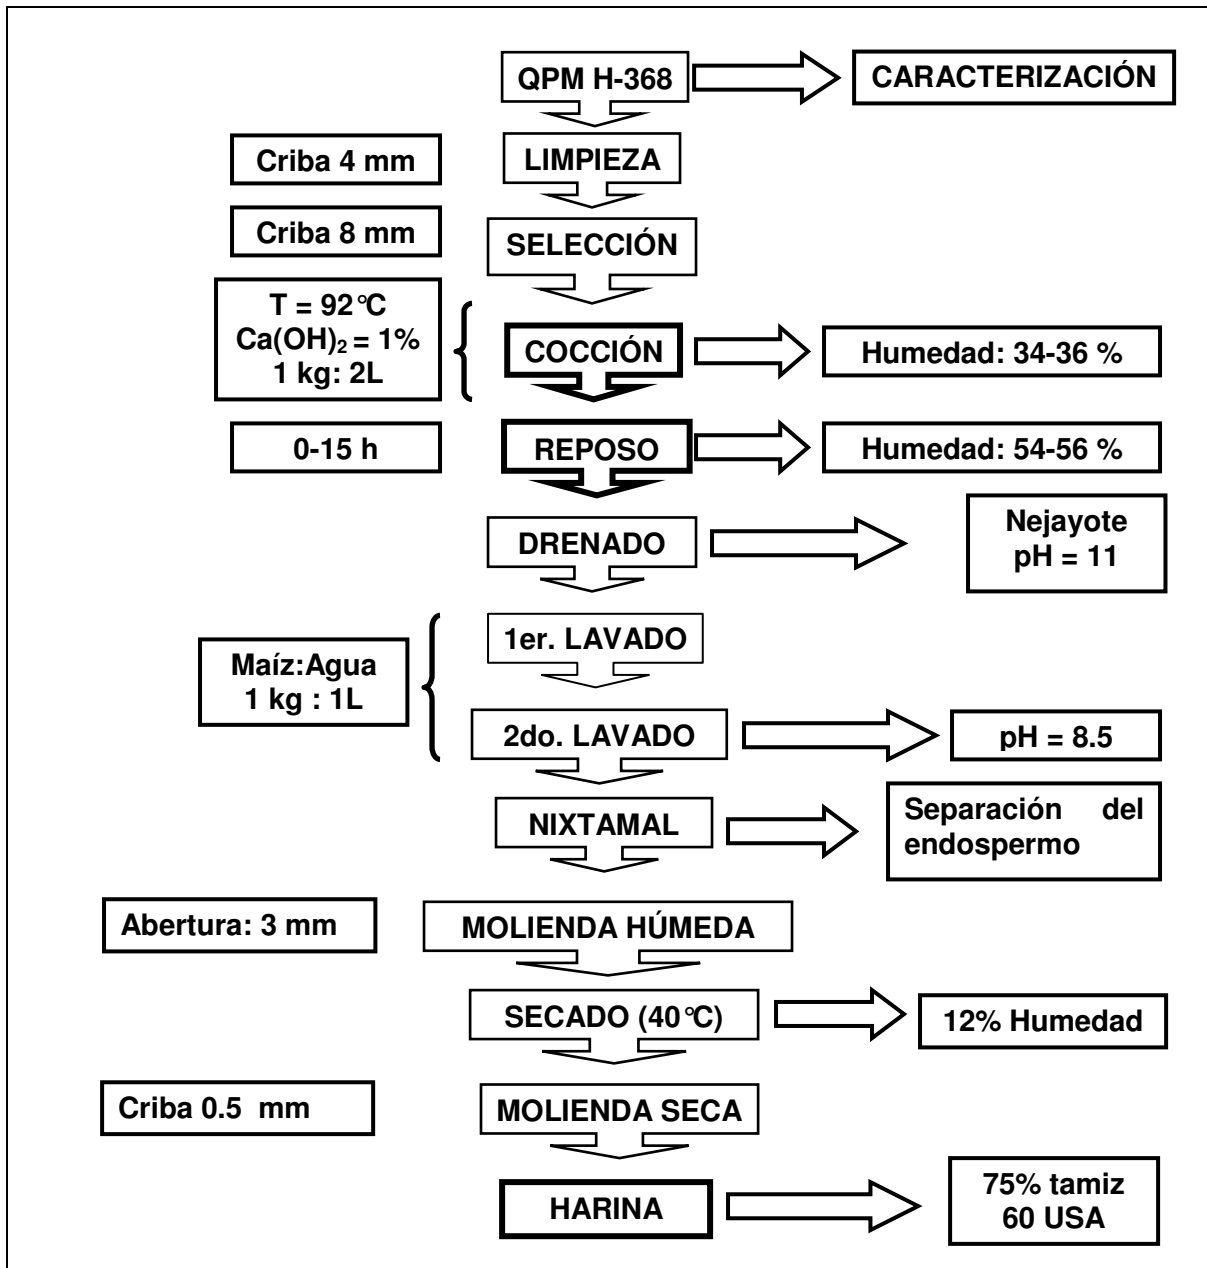 QPM H-368
CARACTERIZACIÓN
Criba 4 mm
LIMPIEZA
Criba 8 mm
SELECCIÓN
T = 92°C
Ca(OH)₂ = 1%
1 kg: 2L
COCCIÓN
Humedad: 34-36 %
0-15 h
REPOSO
Humedad: 54-56 %
DRENADO
Nejayote
pH = 11
1er. LAVADO
Maíz:Agua
1 kg : 1L
2do. LAVADO
pH = 8.5
NIXTAMAL
Separación del
endospermo
Abertura: 3 mm
MOLIENDA HÚMEDA
SECADO (40°C)
12% Humedad
Criba 0.5 mm
MOLIENDA SECA
HARINA
75% tamiz
60 USA